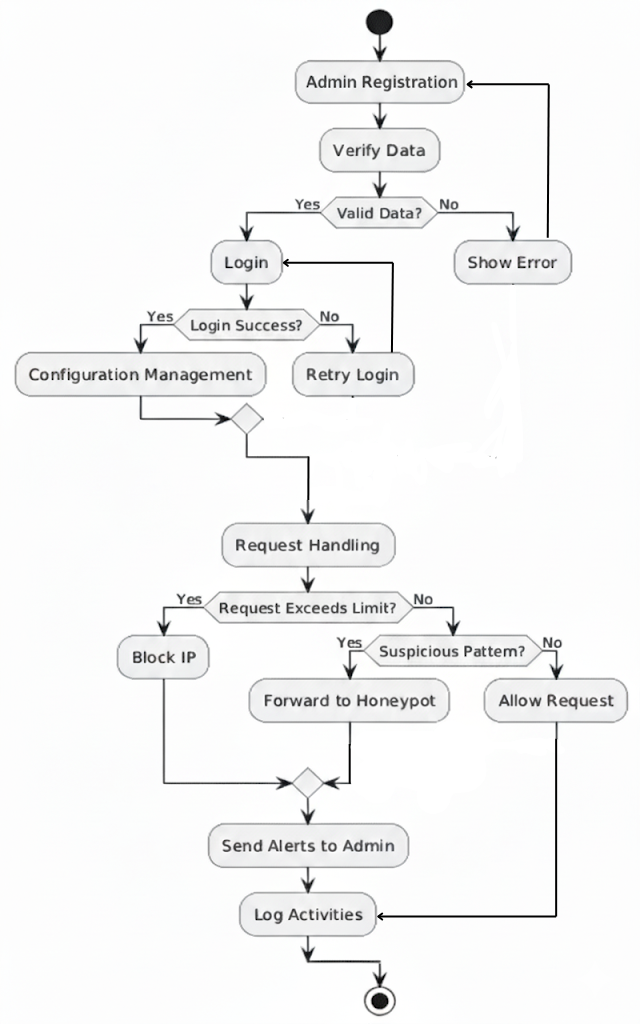 Admin Registration
Verify Data
Yes
Valid Data?
No
Login
Show Error
Yes
Login Success?
No
Configuration Management
Retry Login
Request Handling
Yes
Request Exceeds Limit?
No
Block IP
Yes
Suspicious Pattem?
No
Forward to Honeypot
Allow Request
Send Alerts to Admin
Log Activities